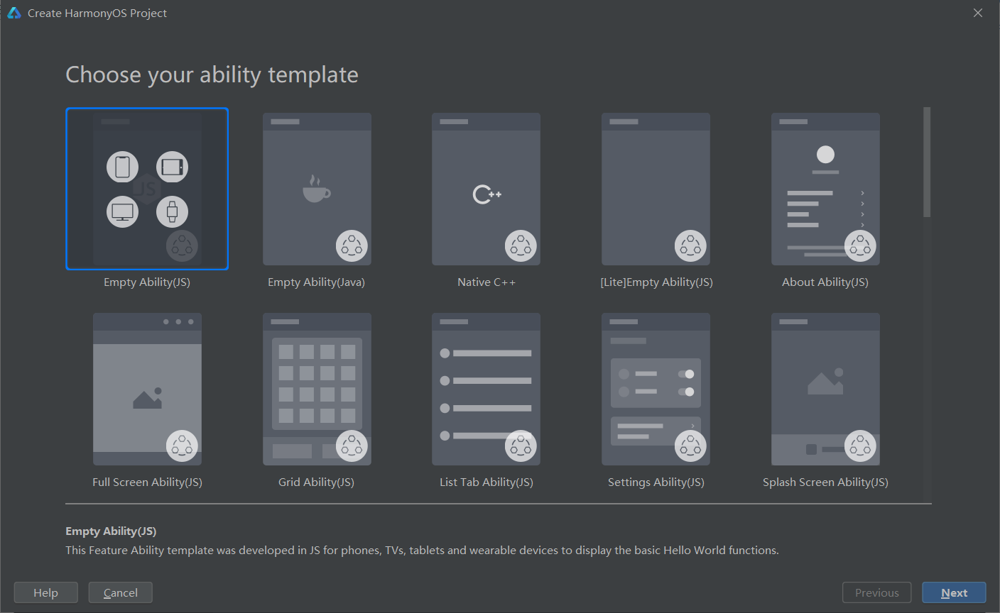 Create HarmonyOS Project
Choose your ability template
JS
C++
Empty Ability(JS)
Empty Ability(Java)
Native C++
[Lite]Empty Ability(JS)
About Ability(JS)
Full Screen Ability(JS)
Grid Ability(JS)
List Tab Ability(JS)
Settings Ability(JS)
Splash Screen Ability(JS)
Empty Ability(JS)
This Feature Ability template was developed in JS for phones, TVs, tablets and wearable devices to display the basic Hello World functions.
Help
Cancel
Previous
Next